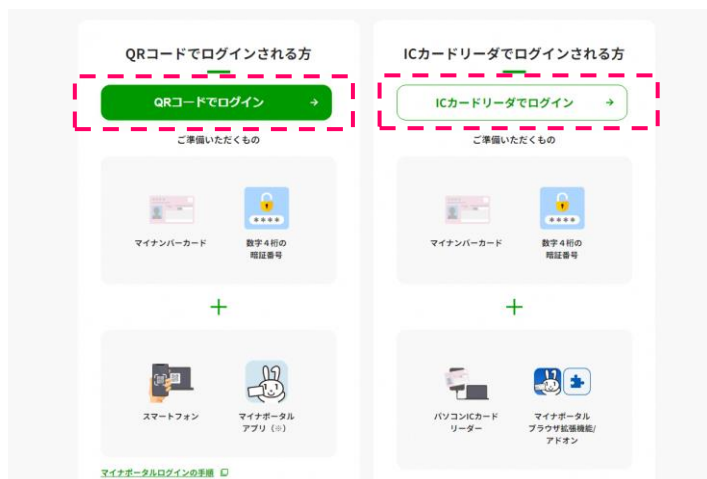 QRコードでログインされる方
QRコードでログイン →
ご準備いただくもの
マイナンバーカード
数字4桁の
暗証番号
+
スマートフォン
マイナポータル
アプリ（※）
マイナポータルログインの手順
ICカードリーダでログインされる方
ICカードリーダでログイン →
ご準備いただくもの
マイナンバーカード
数字4桁の
暗証番号
+
パソコンICカード
リーダー
マイナポータル
ブラウザ拡張機能/
アドオン